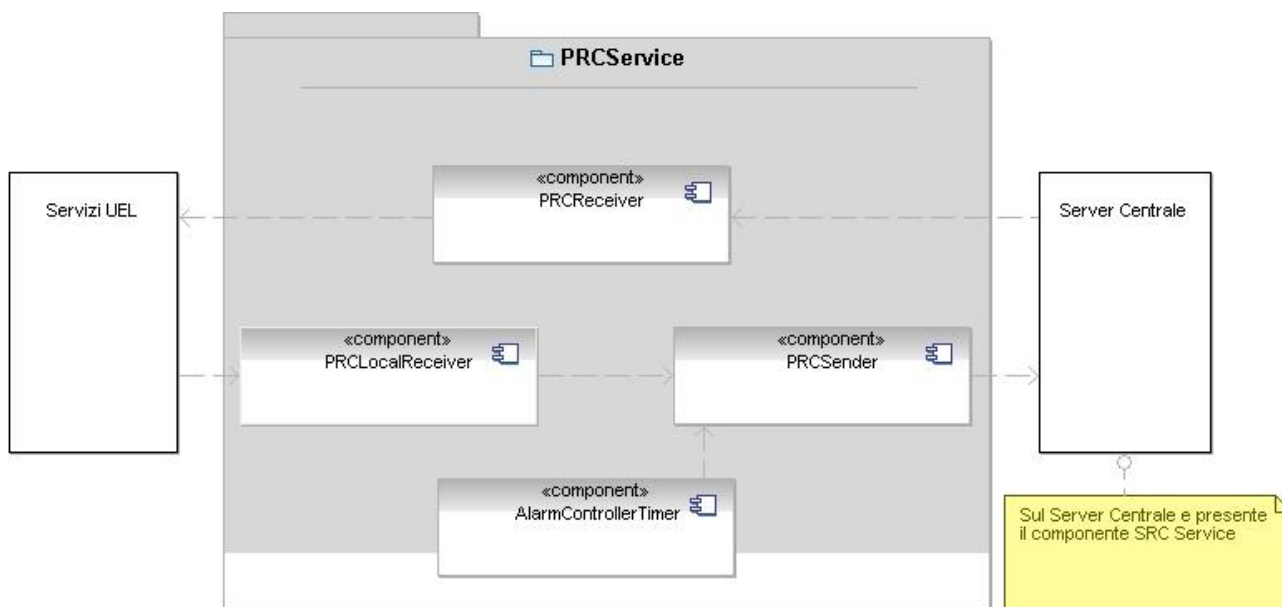 PRCService
«component»
PRCReceiver
Servizi UEL
Server Centrale
«component»
PRCLocalReceiver
«component»
PRCSender
«component»
AlarmControllerTimer
Sul Server Centrale e presente
il componente SRC Service